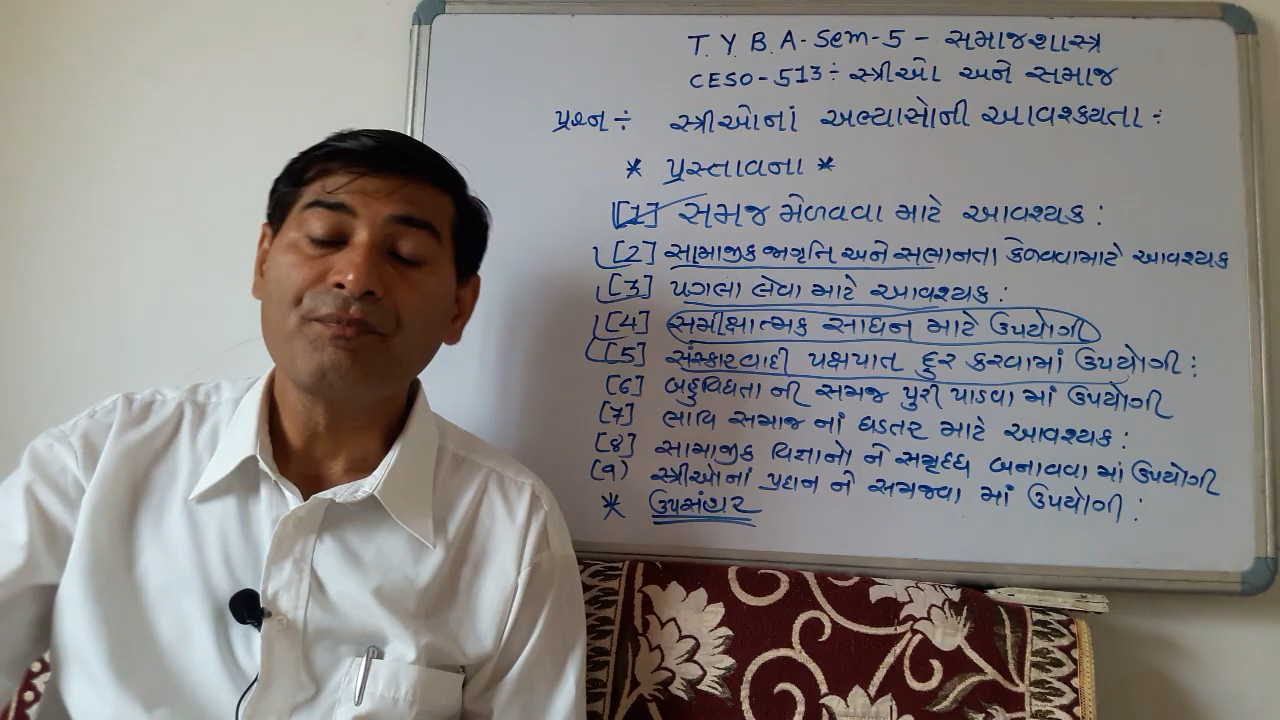 T. Y. B. A - Sem - 5 - સમાજશાસ્ત્ર
CESO - 513 ÷ સ્ત્રીઓ અને સમાજ
પ્રશ્ન ÷ સ્ત્રીઓનાં અભ્યાસોની આવશ્ક્યતા ÷
* પ્રસ્તાવના *
[1] સમજ મેળવવા માટે આવશ્યક :
[2] સામાજીક જાગૃતિ અને સભાનતા કેળવવા માટે આવશ્યક
[3] પગલા લેવા માટે આવશ્યક :
[4] સમીક્ષાત્મક સાધન માટે ઉપયોગી
[5] સંસ્કારવાદી પક્ષપાત દુર કરવામાં ઉપયોગી :
[6] બહુવિધતા ની સમજ પુરી પાડવા માં ઉપયોગી
[7] ભાવિ સમાજ નાં ઘડતર માટે આવશ્યક :
[8] સામાજીક વિજ્ઞાનો ને સમૃધ્ધ બનાવવા માં ઉપયોગી
(9) સ્ત્રીઓનાં પ્રદાન ને સમજવા માં ઉપયોગી :
* ઉપસંહાર